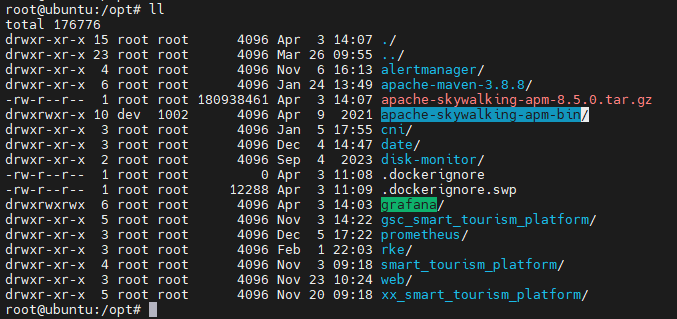 root@ubuntu:/opt# ll
total 176776
drwxr-xr-x 15 root root      4096 Apr  3 14:07 ./
drwxr-xr-x 23 root root      4096 Mar 26 09:55 ../
drwxr-xr-x  4 root root      4096 Nov  6 16:13 alertmanager/
drwxr-xr-x  6 root root      4096 Jan 24 13:49 apache-maven-3.8.8/
-rw-r--r--  1 root root 180938461 Apr  3 14:07 apache-skywalking-apm-8.5.0.tar.gz
drwxrwxr-x 10 dev  1002      4096 Apr  9  2021 apache-skywalking-apm-bin/
drwxr-xr-x  3 root root      4096 Jan  5 17:55 cni/
drwxr-xr-x  3 root root      4096 Dec  4 14:47 date/
drwxr-xr-x  2 root root      4096 Sep  4  2023 disk-monitor/
-rw-r--r--  1 root root         0 Apr  3 11:08 .dockerignore
-rw-r--r--  1 root root     12288 Apr  3 11:09 .dockerignore.swp
drwxrwxrwx  6 root root      4096 Apr  3 14:03 grafana/
drwxr-xr-x  5 root root      4096 Nov  3 14:22 gsc_smart_tourism_platform/
drwxr-xr-x  3 root root      4096 Dec  5 17:22 prometheus/
drwxr-xr-x  3 root root      4096 Feb  1 22:03 rke/
drwxr-xr-x  4 root root      4096 Nov  3 09:18 smart_tourism_platform/
drwxr-xr-x  3 root root      4096 Nov 23 10:24 web/
drwxr-xr-x  5 root root      4096 Nov 20 09:18 xx_smart_tourism_platform/
root@ubuntu:/opt#